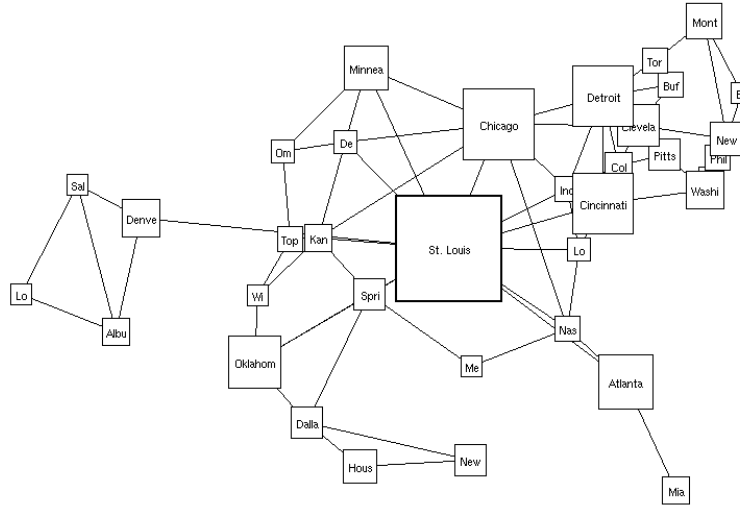 Mont
Tor
Minnea
Buf
Detroit
Chicago
Clevela
New
De
Om
Pitts
Phil
Col
Sal
Ind
Washi
Cincinnati
Denve
Top
Kan
St. Louis
Lo
Lo
Wi
Spri
Albu
Nas
Oklahom
Me
Atlanta
Dalla
Hous
New
Mia